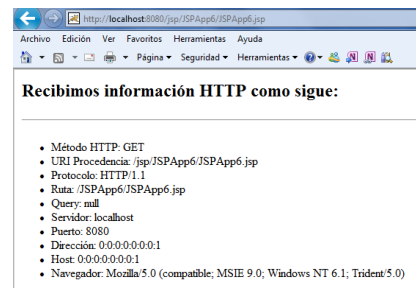 http://localhost:8080/jsp/JSPApp6/JSPApp6.jsp
Archivo Edición Ver Favoritos Herramientas Ayuda
Página Seguridad Herramientas
Recibimos información HTTP como sigue:
Método HTTP: GET
URI Procedencia: /jsp/JSPApp6/JSPApp6.jsp
Protocolo: HTTP/1.1
Ruta: /JSPApp6/JSPApp6.jsp
Query: null
Servidor: localhost
Puerto: 8080
Dirección: 0:0:0:0:0:0:0:1
Host: 0:0:0:0:0:0:0:1
Navegador: Mozilla/5.0 (compatible; MSIE 9.0; Windows NT 6.1; Trident/5.0)